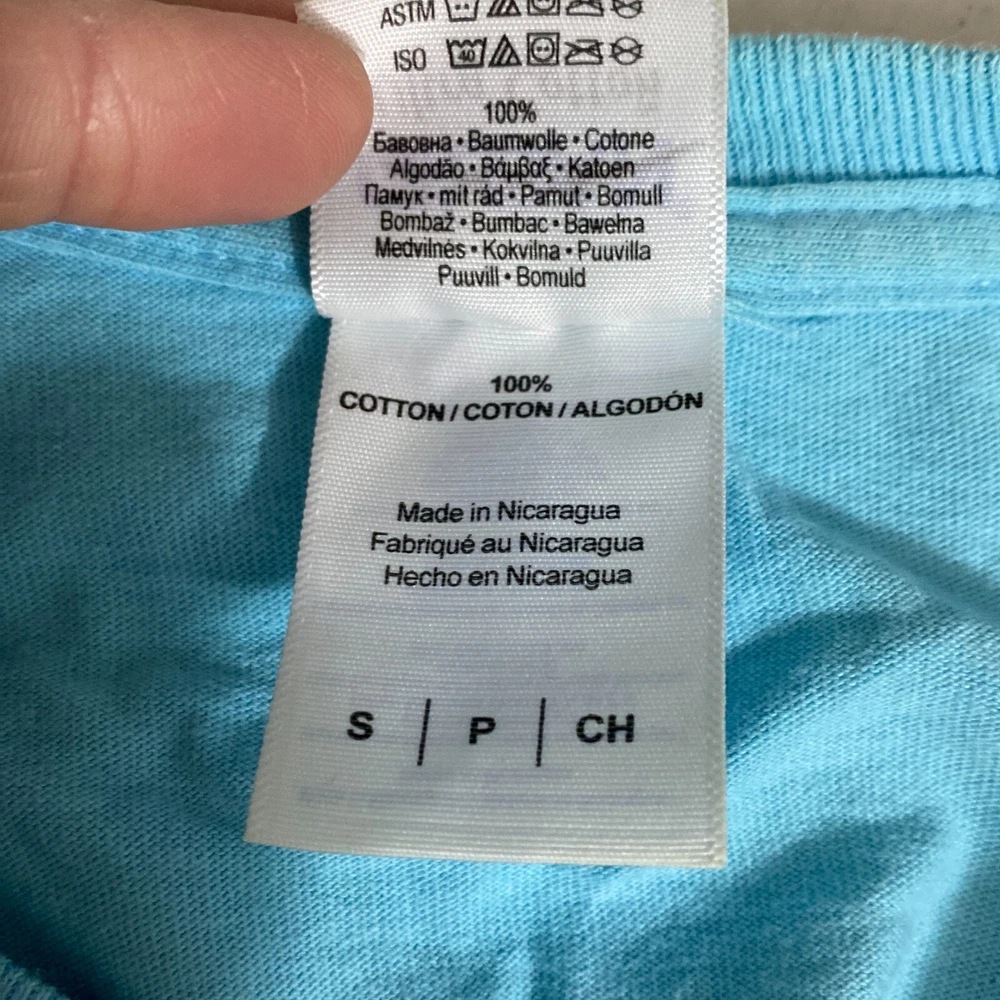 ASTM
ISO 40
100%
Бавовна • Baumwolle • Cotone
Algodão • Βάμβαξ • Katoen
Памук • mit rád • Pamut • Bomull
Bombaž • Bumbac • Bawełna
Medvilnės • Kokvilna • Puuvilla
Puuvill • Bomuld
100%
COTTON / COTON / ALGODÓN
Made in Nicaragua
Fabriqué au Nicaragua
Hecho en Nicaragua
S | P | CH